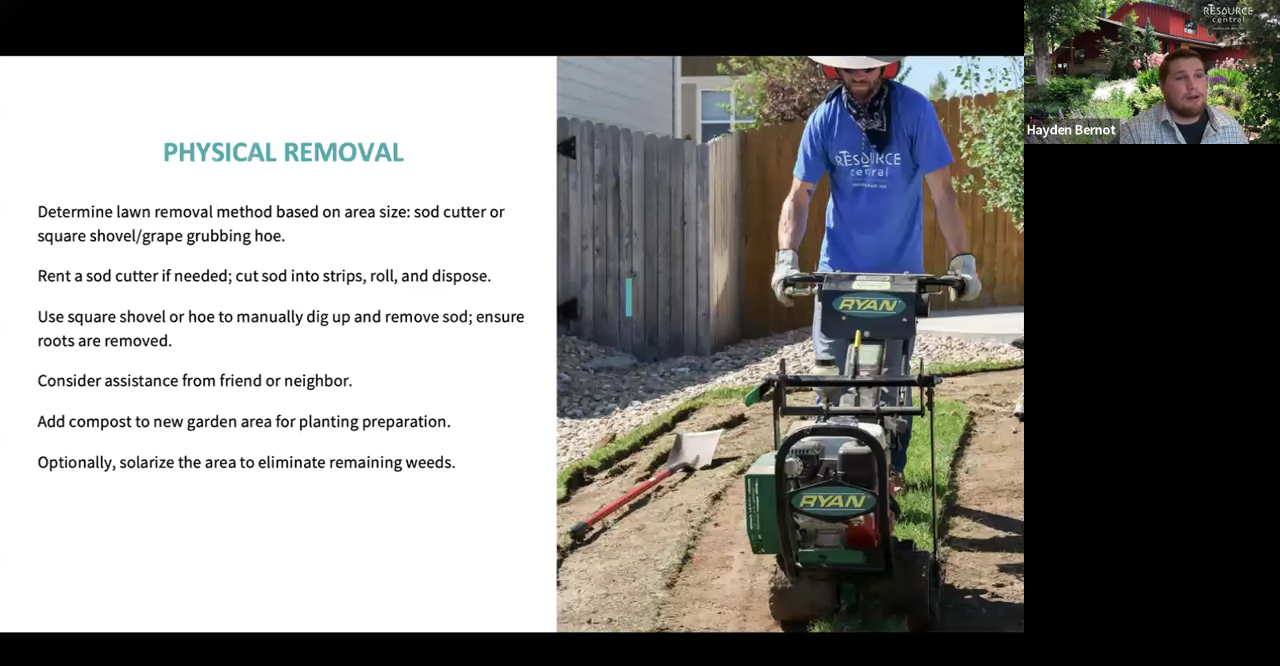 PHYSICAL REMOVAL
Determine lawn removal method based on area size: sod cutter or
square shovel/grape grubbing hoe.
Rent a sod cutter if needed; cut sod into strips, roll, and dispose.
Use square shovel or hoe to manually dig up and remove sod; ensure
roots are removed.
Consider assistance from friend or neighbor.
Add compost to new garden area for planting preparation.
Optionally, solarize the area to eliminate remaining weeds.
RESOURCE
central
RYAN
RYAN
RESOURCE
central
Hayden Bernot